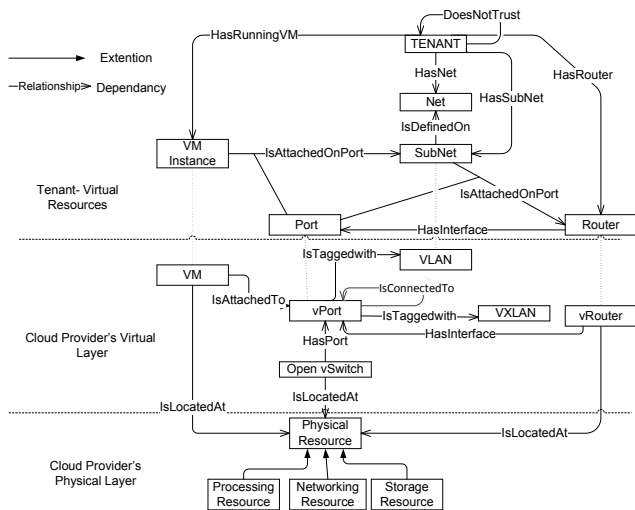 DoesNotTrust
HasRunningVM
TENANT
Extention
HasNet
HasRouter
Relationship
Dependancy
HasSubNet
Net
IsDefinedOn
VM
Instance
IsAttachedOnPort
SubNet
IsAttachedOnPort
Tenant- Virtual
Resources
Port
HasInterface
Router
IsTaggedwith
VLAN
VM
IsAttachedTo
IsConnectedTo
vPort
IsTaggedwith
VXLAN
vRouter
HasInterface
Cloud Provider's Virtual
Layer
HasPort
Open vSwitch
IsLocatedAt
IsLocatedAt
Physical
Resource
IsLocatedAt
Cloud Provider's
Physical Layer
Processing
Resource
Networking
Resource
Storage
Resource